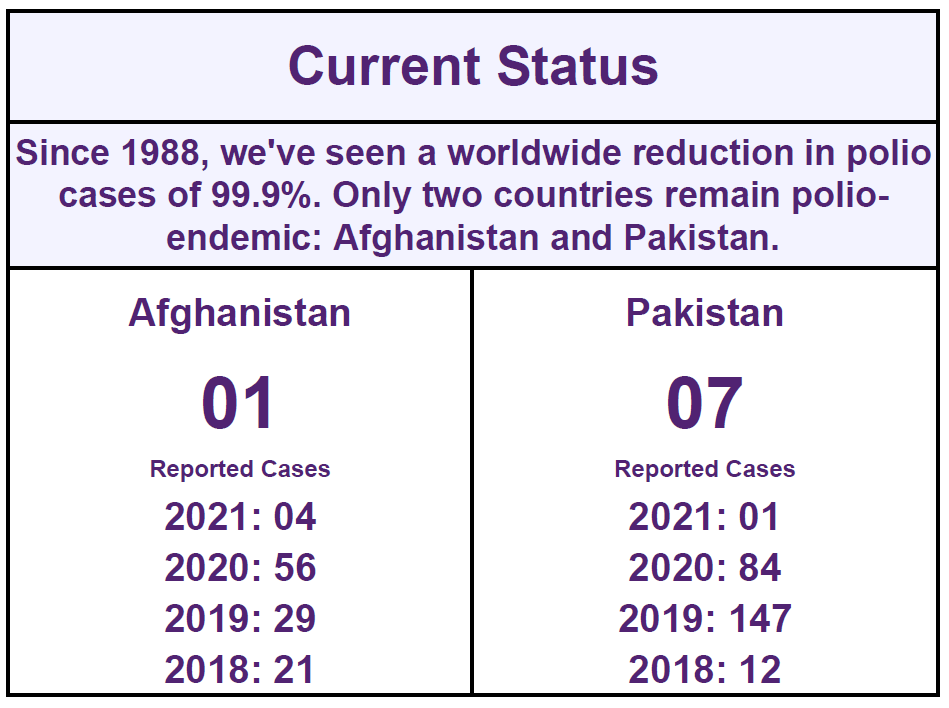 Current Status
Since 1988, we've seen a worldwide reduction in polio
cases of 99.9%. Only two countries remain polio-
endemic: Afghanistan and Pakistan.
Afghanistan
01
Reported Cases
2021: 04
2020: 56
2019: 29
2018: 21
Pakistan
07
Reported Cases
2021: 01
2020: 84
2019: 147
2018: 12